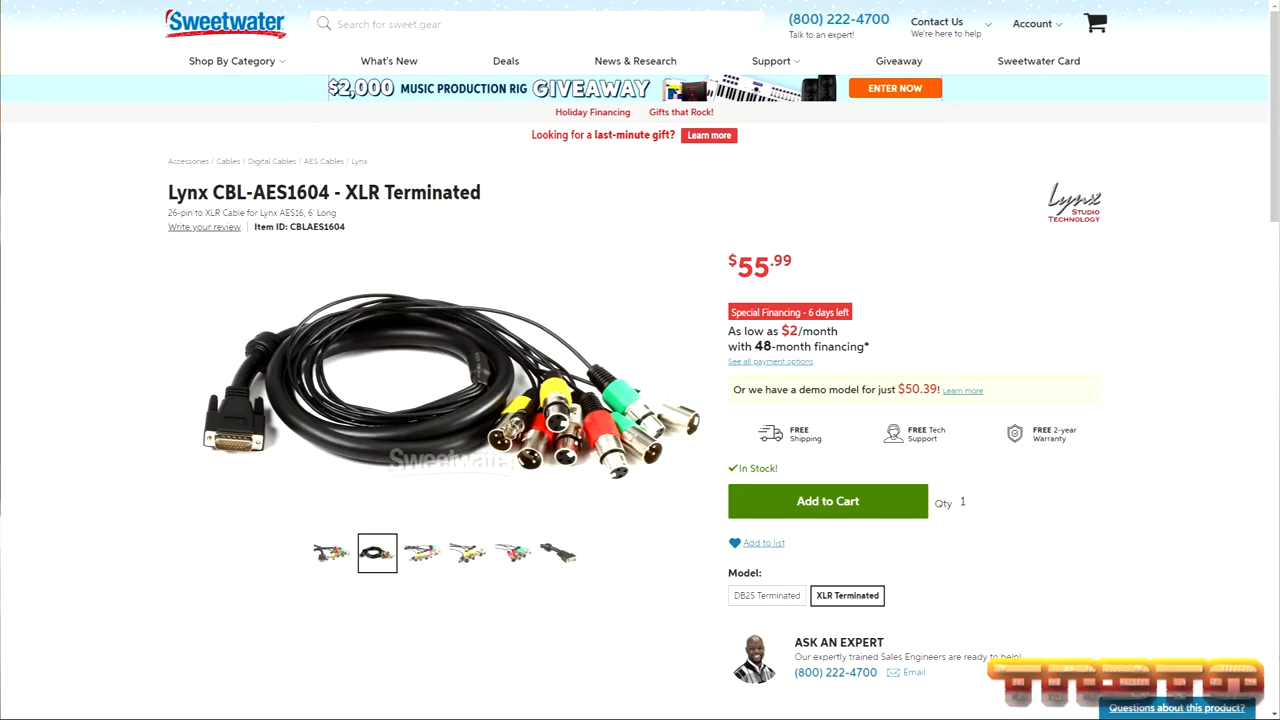 Sweetwater
Search for sweet gear
(800) 222-4700
Talk to an expert!
Contact Us
We're here to help
Account
Shop By Category
What's New
Deals
News & Research
Support
Giveaway
Sweetwater Card
$2,000 MUSIC PRODUCTION RIG GIVEAWAY
ENTER NOW
Holiday Financing
Gifts that Rock!
Looking for a last-minute gift? Learn more
Accessories / Cables / Digital Cables / AES Cables / Lynx
Lynx CBL-AES1604 - XLR Terminated
26-pin to XLR Cable for Lynx AES16, 6' Long
Write your review
Item ID: CBLAES1604
Lynx
STUDIO
TECHNOLOGY
$55.99
Special Financing - 6 days left
As low as $2/month
with 48-month financing*
See all payment options
Or we have a demo model for just $50.39! Learn more
FREE
Shipping
FREE Tech
Support
FREE 2-year
Warranty
In Stock!
Add to Cart
Qty 1
Add to list
Model:
DB25 Terminated
XLR Terminated
Sweetwater
ASK AN EXPERT
Our expertly trained Sales Engineers are ready to help!
(800) 222-4700
Email
Questions about this product?